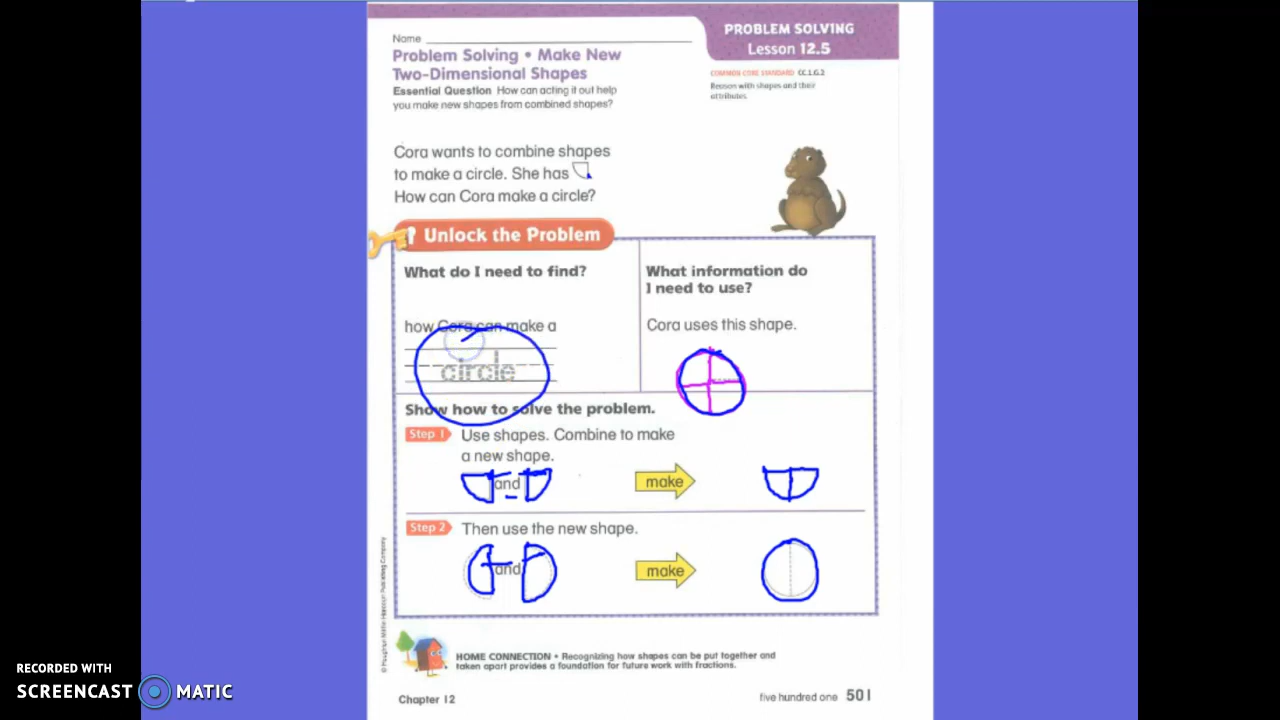 Name
PROBLEM SOLVING
Lesson 12.5
Problem Solving • Make New
Two-Dimensional Shapes
COMMON CORE STANDARD CC.1.G.2
Reason with shapes and their
attributes.
Essential Question How can acting it out help
you make new shapes from combined shapes?
Cora wants to combine shapes
to make a circle. She has
How can Cora make a circle?
Unlock the Problem
What do I need to find?
how Cora can make a
circle
What information do
I need to use?
Cora uses this shape.
Show how to solve the problem.
Step 1 Use shapes. Combine to make
a new shape.
and make
Step 2 Then use the new shape.
and make
© Houghton Mifflin Harcourt Publishing Company
HOME CONNECTION • Recognizing how shapes can be put together and
taken apart provides a foundation for future work with fractions.
Chapter 12
five hundred one 501
RECORDED WITH
SCREENCAST MATIC